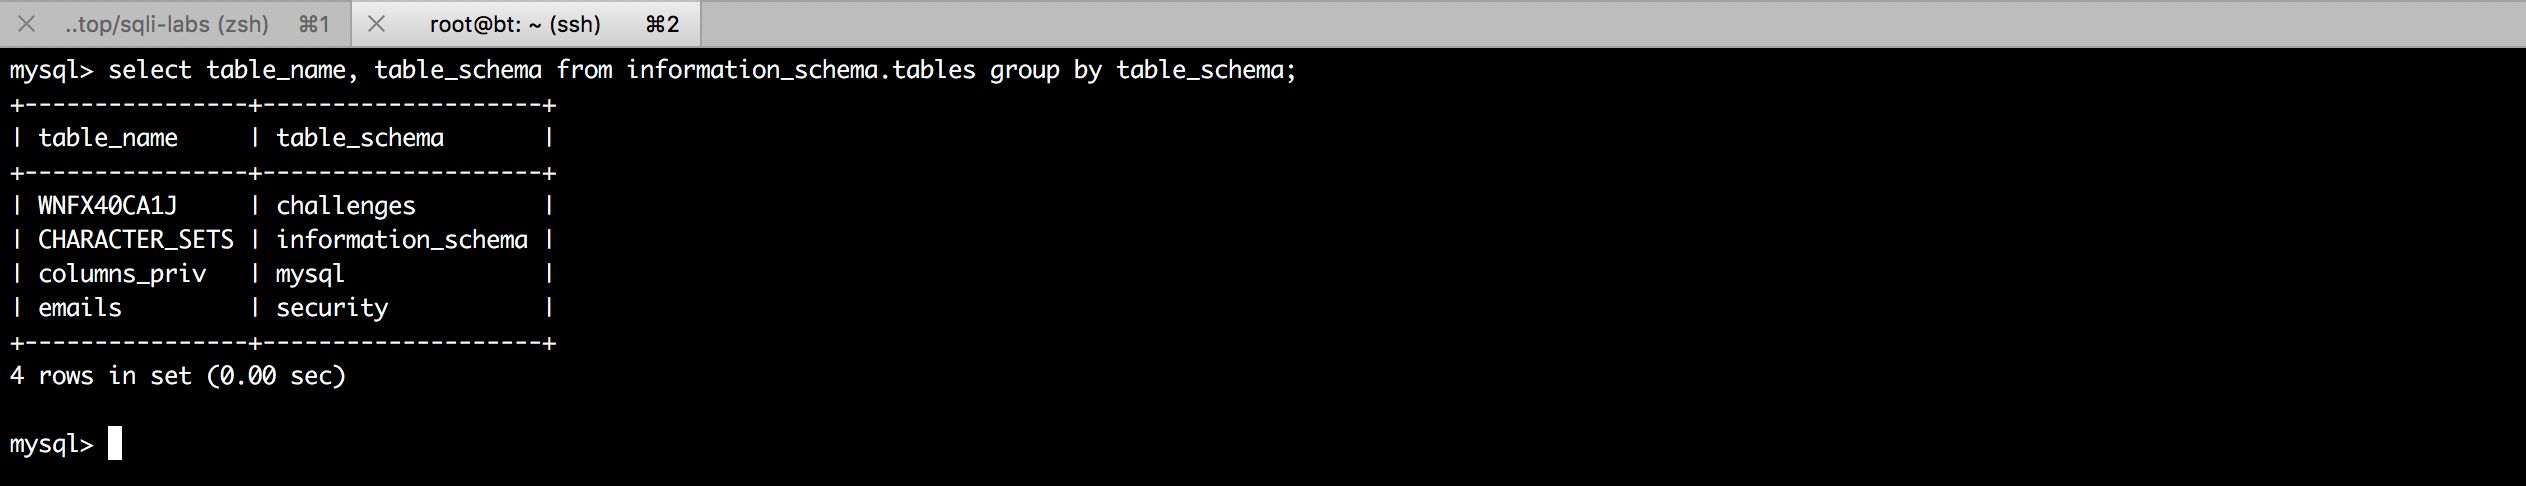 ..top/sqli-labs (zsh) ⌘1 root@bt: ~ (ssh) ⌘2
mysql> select table_name, table_schema from information_schema.tables group by table_schema;
+----------------+--------------------+
| table_name     | table_schema       |
+----------------+--------------------+
| WNFX40CA1J     | challenges         |
| CHARACTER_SETS | information_schema |
| columns_priv   | mysql              |
| emails         | security           |
+----------------+--------------------+
4 rows in set (0.00 sec)
mysql>